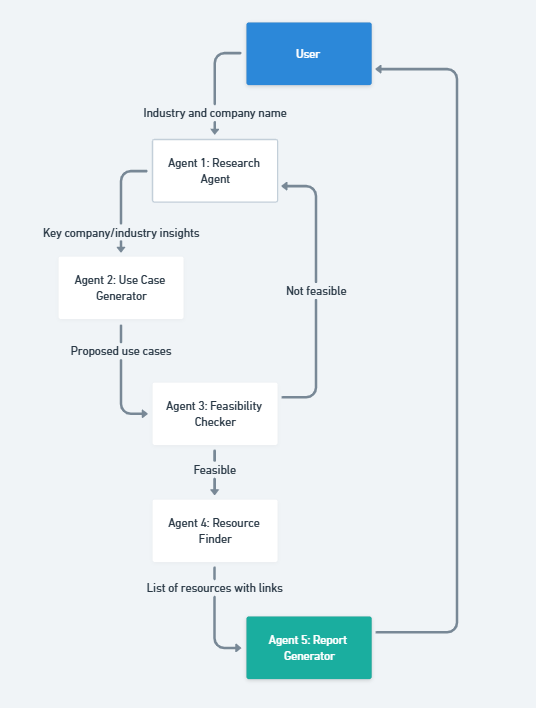 User
Industry and company name
Agent 1: Research
Agent
Key company/industry insights
Agent 2: Use Case
Generator
Not feasible
Proposed use cases
Agent 3: Feasibility
Checker
Feasible
Agent 4: Resource
Finder
List of resources with links
Agent 5: Report
Generator